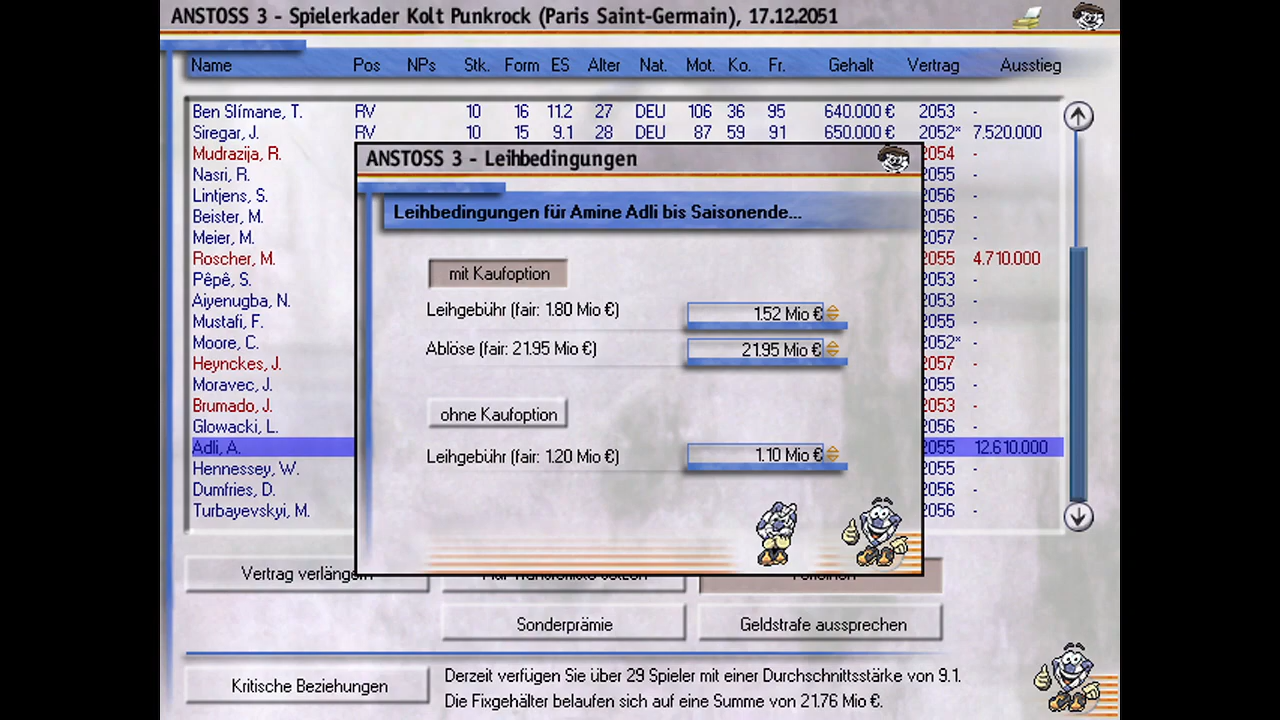 ANSTOSS 3 - Spielerkader Kolt Punkrock (Paris Saint-Germain), 17.12.2051
Name Pos NPs Stk. Form ES Alter Nat. Mot. Ko. Fr. Gehalt Vertrag Ausstieg
Ben Slímane, T. RV 10 16 11.2 27 DEU 106 36 95 640.000 € 2053 -
Siregar, J. RV 10 15 9.1 28 DEU 87 59 91 650.000 € 2052* 7.520.000
Mudrazija, R. 2054 -
Nasri, R. 2055 -
Lintjens, S. 2056 -
Beister, M. 2056 -
Meier, M. 2057 -
Roscher, M. 2055 4.710.000
Pêpê, S. 2053 -
Aiyenugba, N. 2053 -
Mustafi, F. 2055 -
Moore, C. 2052* -
Heynckes, J. 2057 -
Moravec, J. 2055 -
Brumado, J. 2053 -
Glowacki, L. 2056 -
Adli, A. 2055 12.610.000
Hennessey, W. 2055 -
Dumfries, D. 2056 -
Turbayevskyi, M. 2056 -
ANSTOSS 3 - Leihbedingungen
Leihbedingungen für Amine Adli bis Saisonende...
mit Kaufoption
Leihgebühr (fair: 1.80 Mio €) 1.52 Mio €
Ablöse (fair: 21.95 Mio €) 21.95 Mio €
ohne Kaufoption
Leihgebühr (fair: 1.20 Mio €) 1.10 Mio €
Vertrag verlängern
Sonderprämie Geldstrafe aussprechen
Kritische Beziehungen
Derzeit verfügen Sie über 29 Spieler mit einer Durchschnittsstärke von 9.1.
Die Fixgehälter belaufen sich auf eine Summe von 21.76 Mio €.